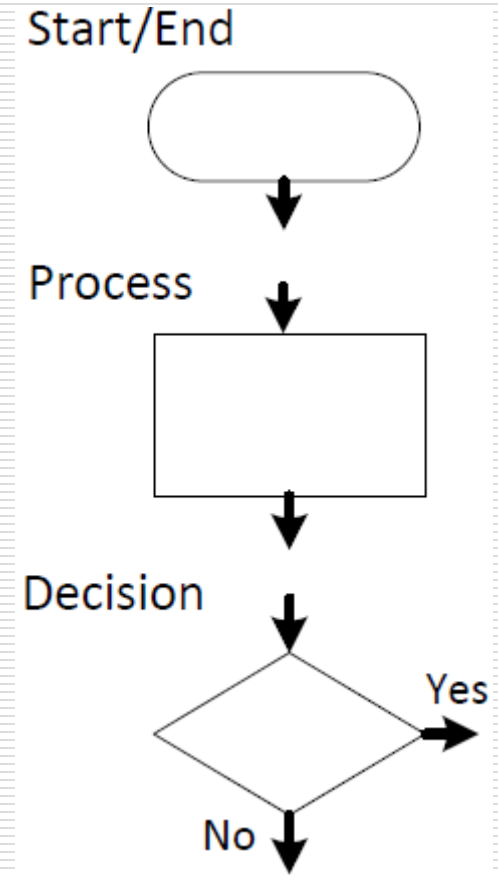 Start/End
Process
Decision
Yes
No